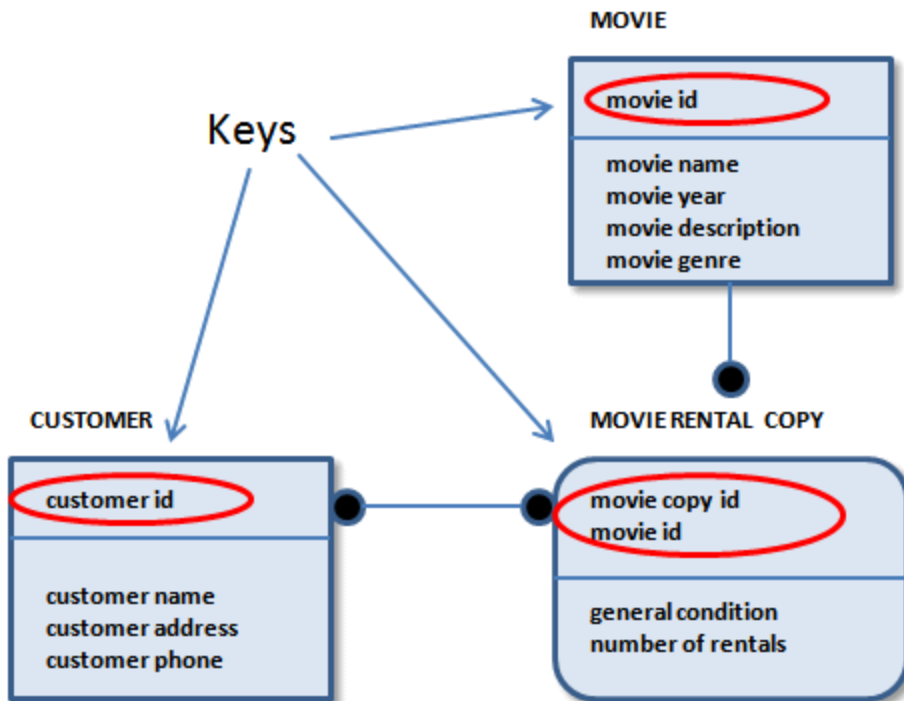 MOVIE
movie id
Keys
movie name
movie year
movie description
movie genre
CUSTOMER
MOVIE RENTAL COPY
customer id
movie copy id
movie id
customer name
customer address
customer phone
general condition
number of rentals